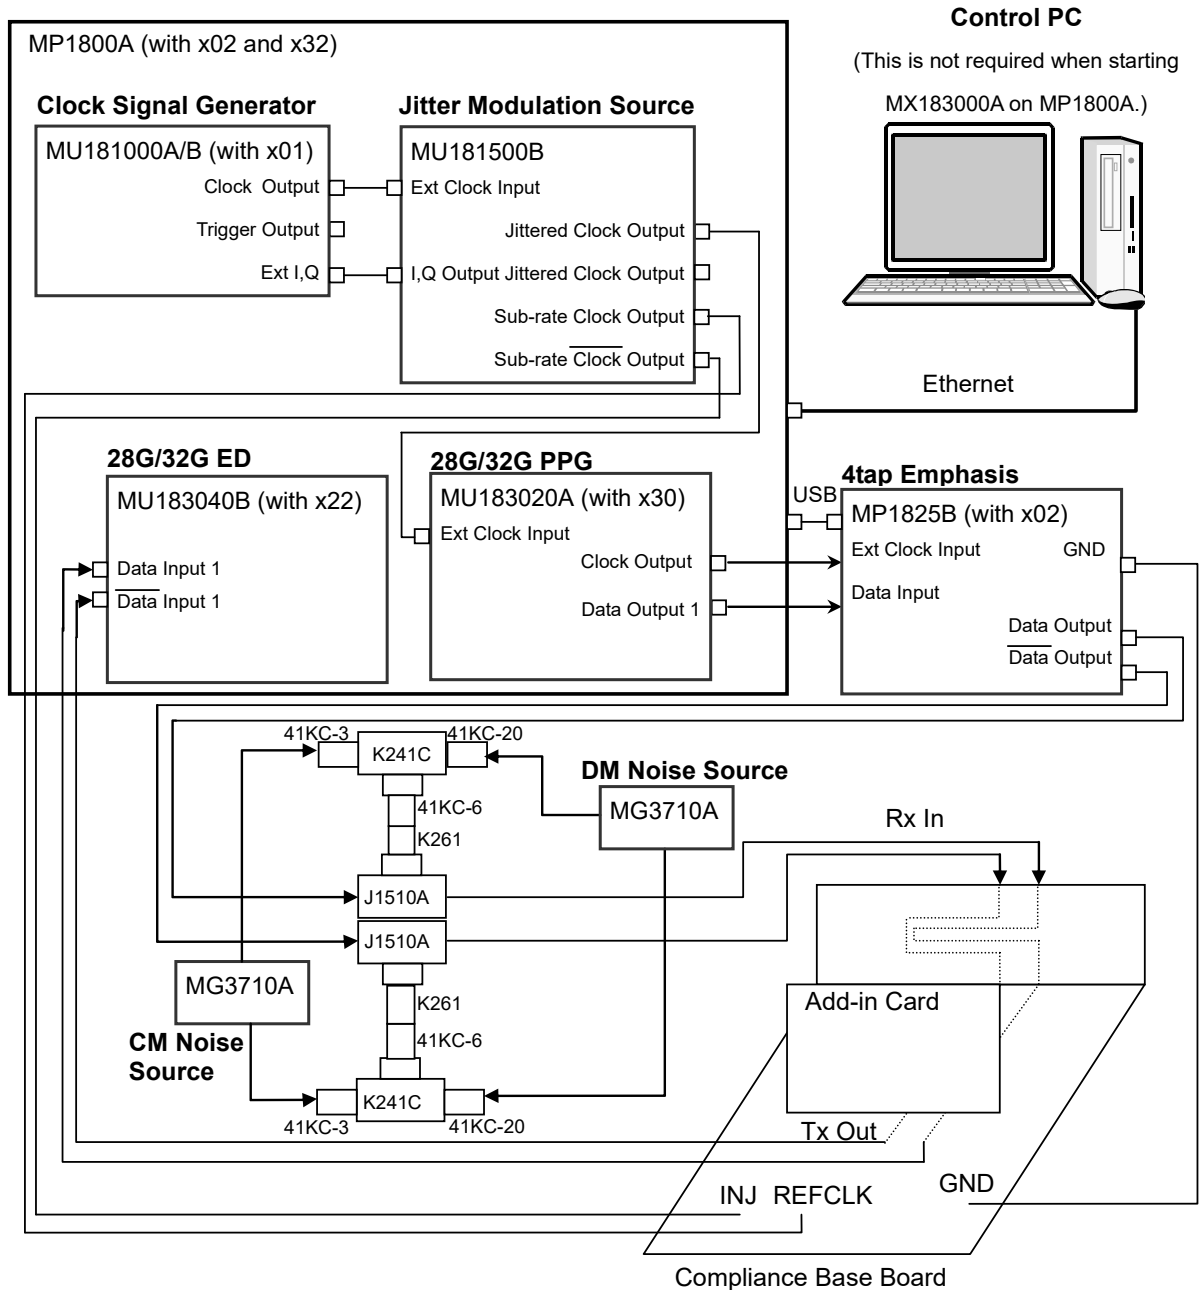 Control PC
(This is not required when starting
MX183000A on MP1800A.)
MP1800A (with x02 and x32)
Clock Signal Generator
MU181000A/B (with x01)
Clock Output
Trigger Output
Ext I,Q
Jitter Modulation Source
MU181500B
Ext Clock Input
Jittered Clock Output
I,Q Output Jittered Clock Output
Sub-rate Clock Output
Sub-rate Clock Output
Ethernet
28G/32G ED
MU183040B (with x22)
Data Input 1
Data Input 1
28G/32G PPG
MU183020A (with x30)
Ext Clock Input
Clock Output
Data Output 1
USB
4tap Emphasis
MP1825B (with x02)
Ext Clock Input GND
Data Input
Data Output
Data Output
41KC-3
K241C
41KC-20
41KC-6
K261
J1510A
J1510A
K261
41KC-6
K241C
41KC-3
41KC-20
DM Noise Source
MG3710A
MG3710A
CM Noise
Source
Rx In
Add-in Card
Tx Out
INJ REFCLK
GND
Compliance Base Board